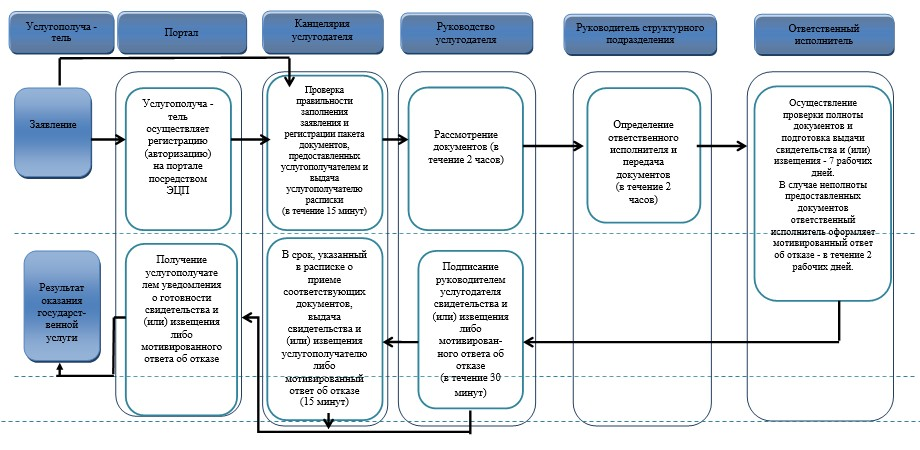 Услугополуча -
тель
Портал
Канцелярия
услугодателя
Руководство
услугодателя
Руководитель структурного
подразделения
Ответственный
исполнитель
Заявление
Услугополуча -
тель
осуществляет
регистрацию
(авторизацию)
на портале
посредством
ЭЦП
Проверка
правильности
заполнения
заявления и
регистрации пакета
документов,
предоставленных
услугополучателем и
выдача
услугополучателю
расписки
(в течение 15 минут)
Рассмотрение
документов (в
течение 2 часов)
Определение
ответственного
исполнителя и
передача
документов
(в течение 2
часов)
Осуществление
проверки полноты
документов и
подготовка выдачи
свидетельства и (или)
извещения - 7 рабочих
дней.
В случае неполноты
предоставленных
документов
ответственный
исполнитель оформляет
мотивированный ответ
об отказе - в течение 2
рабочих дней.
Результат
оказания
государст-
венной
услуги
Получение
услугополучате
лем уведомления
о готовности
свидетельства и
(или) извещения
либо
мотивированного
ответа об отказе
В срок, указанный
в расписке о
приеме
соответствующих
документов,
выдача
свидетельства и
(или) извещения
услугополучателю
либо
мотивированный
ответ об отказе
(15 минут)
Подписание
руководителем
услугодателя
свидетельства и
(или) извещения
либо
мотивирован-
ного ответа об
отказе
(в течение 30
минут)